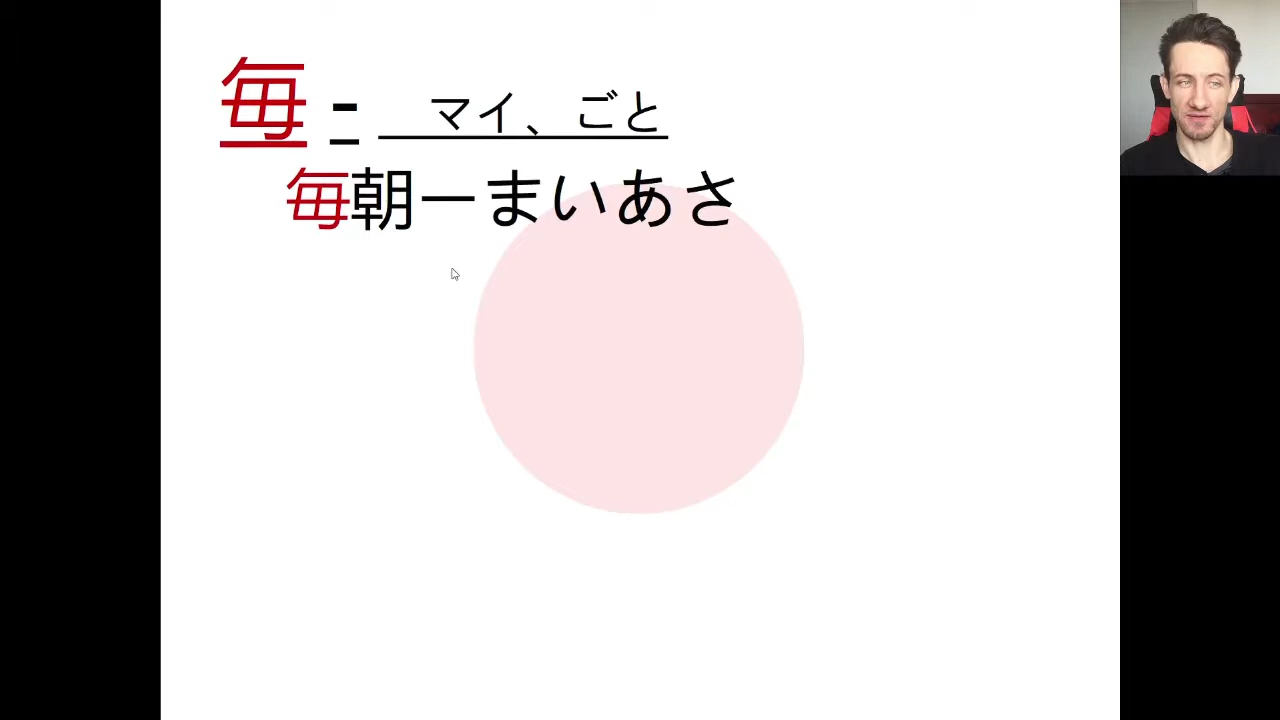 毎 = マイ、ごと
毎朝ーまいあさ